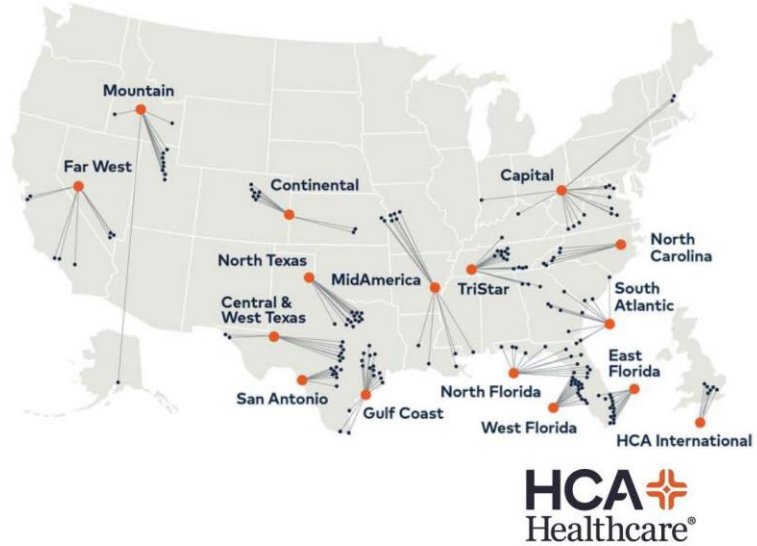 Mountain
Far West
Continental
Capital
North Texas
MidAmerica
TriStar
North
Carolina
Central &
West Texas
South
Atlantic
San Antonio
Gulf Coast
North Florida
West Florida
East
Florida
HCA International
HCA
Healthcare®